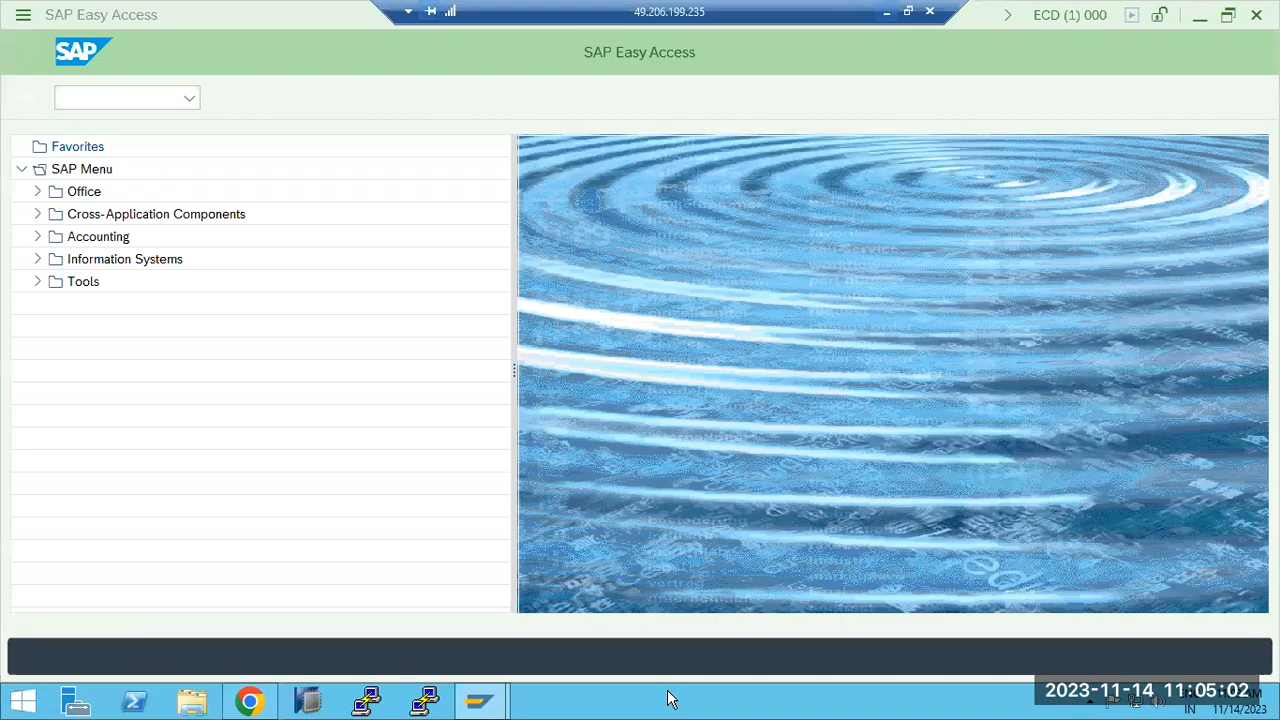 SAP Easy Access
49.206.199.235
ECD (1) 000
SAP
SAP Easy Access
Favorites
SAP Menu
Office
Cross-Application Components
Accounting
Information Systems
Tools
2023-11-14 11:05:02
IN
11/14/2023